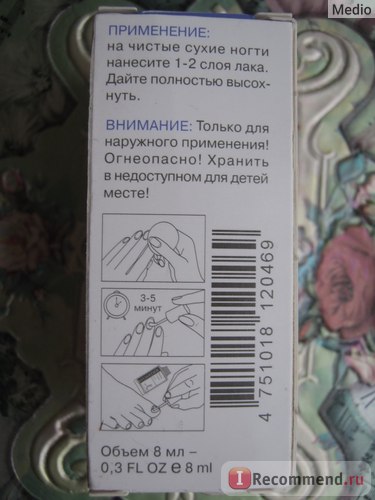 Medio
ПРИМЕНЕНИЕ:
на чистые сухие ногти
нанесите 1-2 слоя лака.
Дайте полностью высох-
нуть.
ВНИМАНИЕ: Только для
наружного применения!
Огнеопасно! Хранить
в недоступном для детей
месте!
3-5
минут
4 751018 120469
Объем 8 мл –
0,3 FL OZ e 8 ml
I Recommend.ru